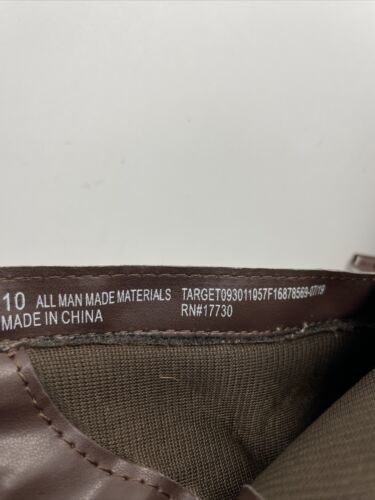 10 ALL MAN MADE MATERIALS TARGET093011957F16878569-07/19
MADE IN CHINA RN#17730